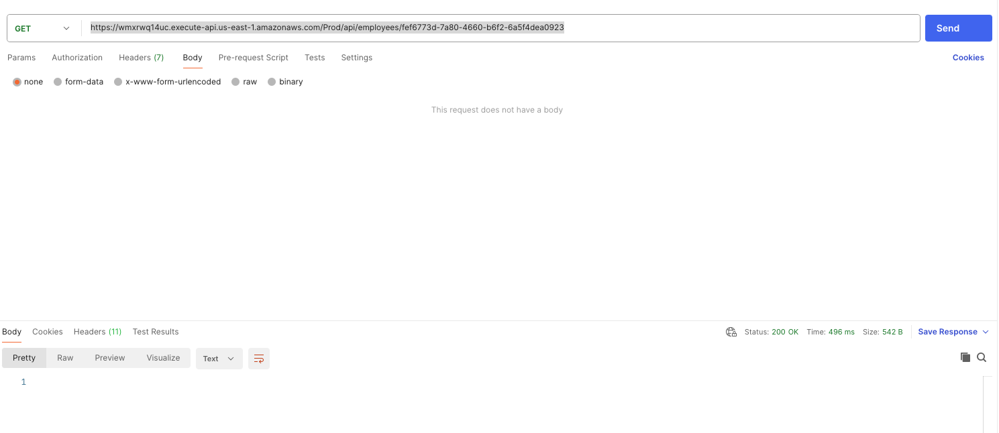 GET https://wmxrwq14uc.execute-api.us-east-1.amazonaws.com/Prod/api/employees/fef6773d-7a80-4660-b6f2-6a5f4dea0923 Send
Params Authorization Headers (7) Body Pre-request Script Tests Settings Cookies
none form-data x-www-form-urlencoded raw binary
This request does not have a body
Body Cookies Headers (11) Test Results Status: 200 OK Time: 496 ms Size: 542 B Save Response
Pretty Raw Preview Visualize Text
1